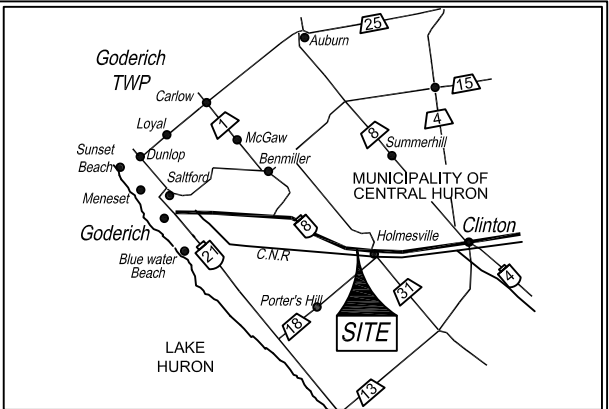 25
Auburn
Goderich
TWP
15
Carlow
1
4
Loyal
McGaw
8
Summerhill
Sunset
Beach
Dunlop
Benmiller
Saltford
MUNICIPALITY OF
CENTRAL HURON
Meneset
Clinton
8
Holmesville
Goderich
21
C.N.R
Blue water
Beach
4
31
Porter's Hill
18
SITE
LAKE
HURON
13